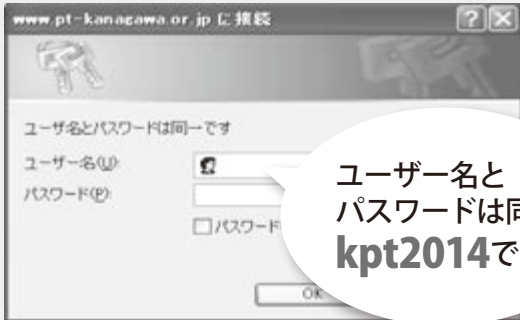 www.pt-kanagawa.or.jp に接続
ユーザ名とパスワードは同一です
ユーザー名(U):
パスワード(P):
パスワード
OK
ユーザー名と
パスワードは同
kpt2014で